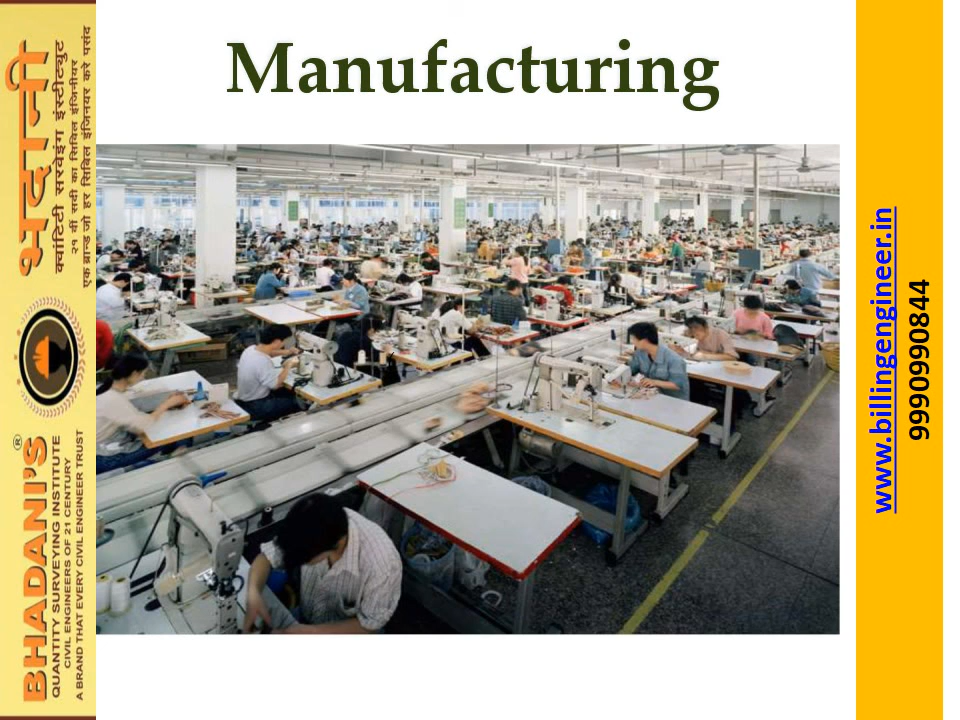 Manufacturing
भदानी
क्वांटिटी सरवेइंग इंस्टीट्युट
२१ वीं सदी का सिविल इंजिनीयर
एक ब्रान्ड जो हर सिविल इंजिनयर करे पसंद
BHADANI'S®
QUANTITY SURVEYING INSTITUTE
CIVIL ENGINEERS OF 21 CENTURY
A BRAND THAT EVERY CIVIL ENGINEER TRUST
www.billingengineer.in
9990990844